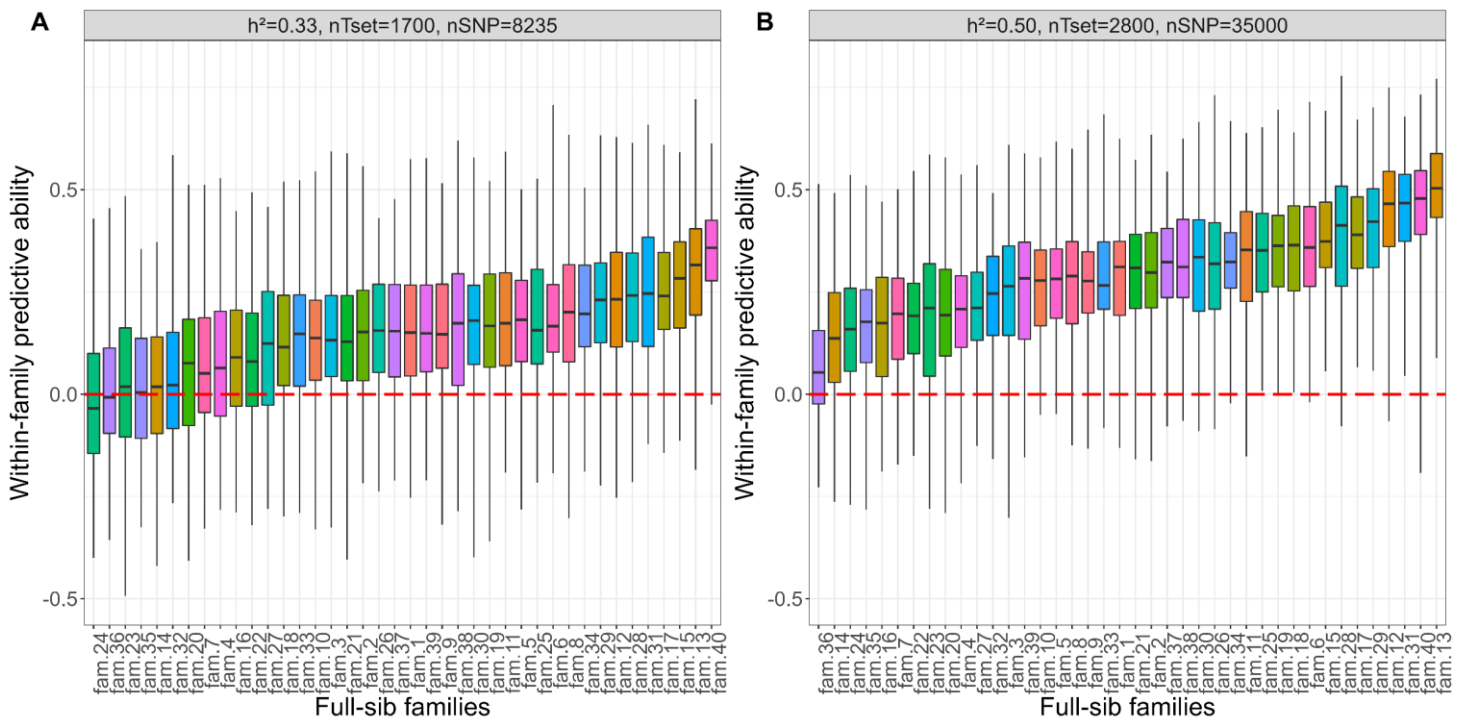 A
h²=0.33, nTset=1700, nSNP=8235
Within-family predictive ability
0.5
0.0
-0.5
fam.24
fam.36
fam.23
fam.35
fam.14
fam.32
fam.20
fam.7
fam.4
fam.16
fam.22
fam.27
fam.18
fam.33
fam.10
fam.3
fam.21
fam.2
fam.26
fam.37
fam.1
fam.39
fam.9
fam.38
fam.30
fam.19
fam.11
fam.5
fam.25
fam.6
fam.8
fam.34
fam.29
fam.12
fam.28
fam.31
fam.17
fam.15
fam.13
fam.40
Full-sib families
B
h²=0.50, nTset=2800, nSNP=35000
Within-family predictive ability
0.5
0.0
-0.5
fam.36
fam.14
fam.24
fam.35
fam.16
fam.7
fam.22
fam.23
fam.20
fam.4
fam.27
fam.32
fam.3
fam.39
fam.10
fam.5
fam.8
fam.9
fam.33
fam.1
fam.21
fam.2
fam.37
fam.38
fam.30
fam.26
fam.34
fam.11
fam.25
fam.19
fam.18
fam.6
fam.15
fam.28
fam.17
fam.29
fam.12
fam.31
fam.40
fam.13
Full-sib families